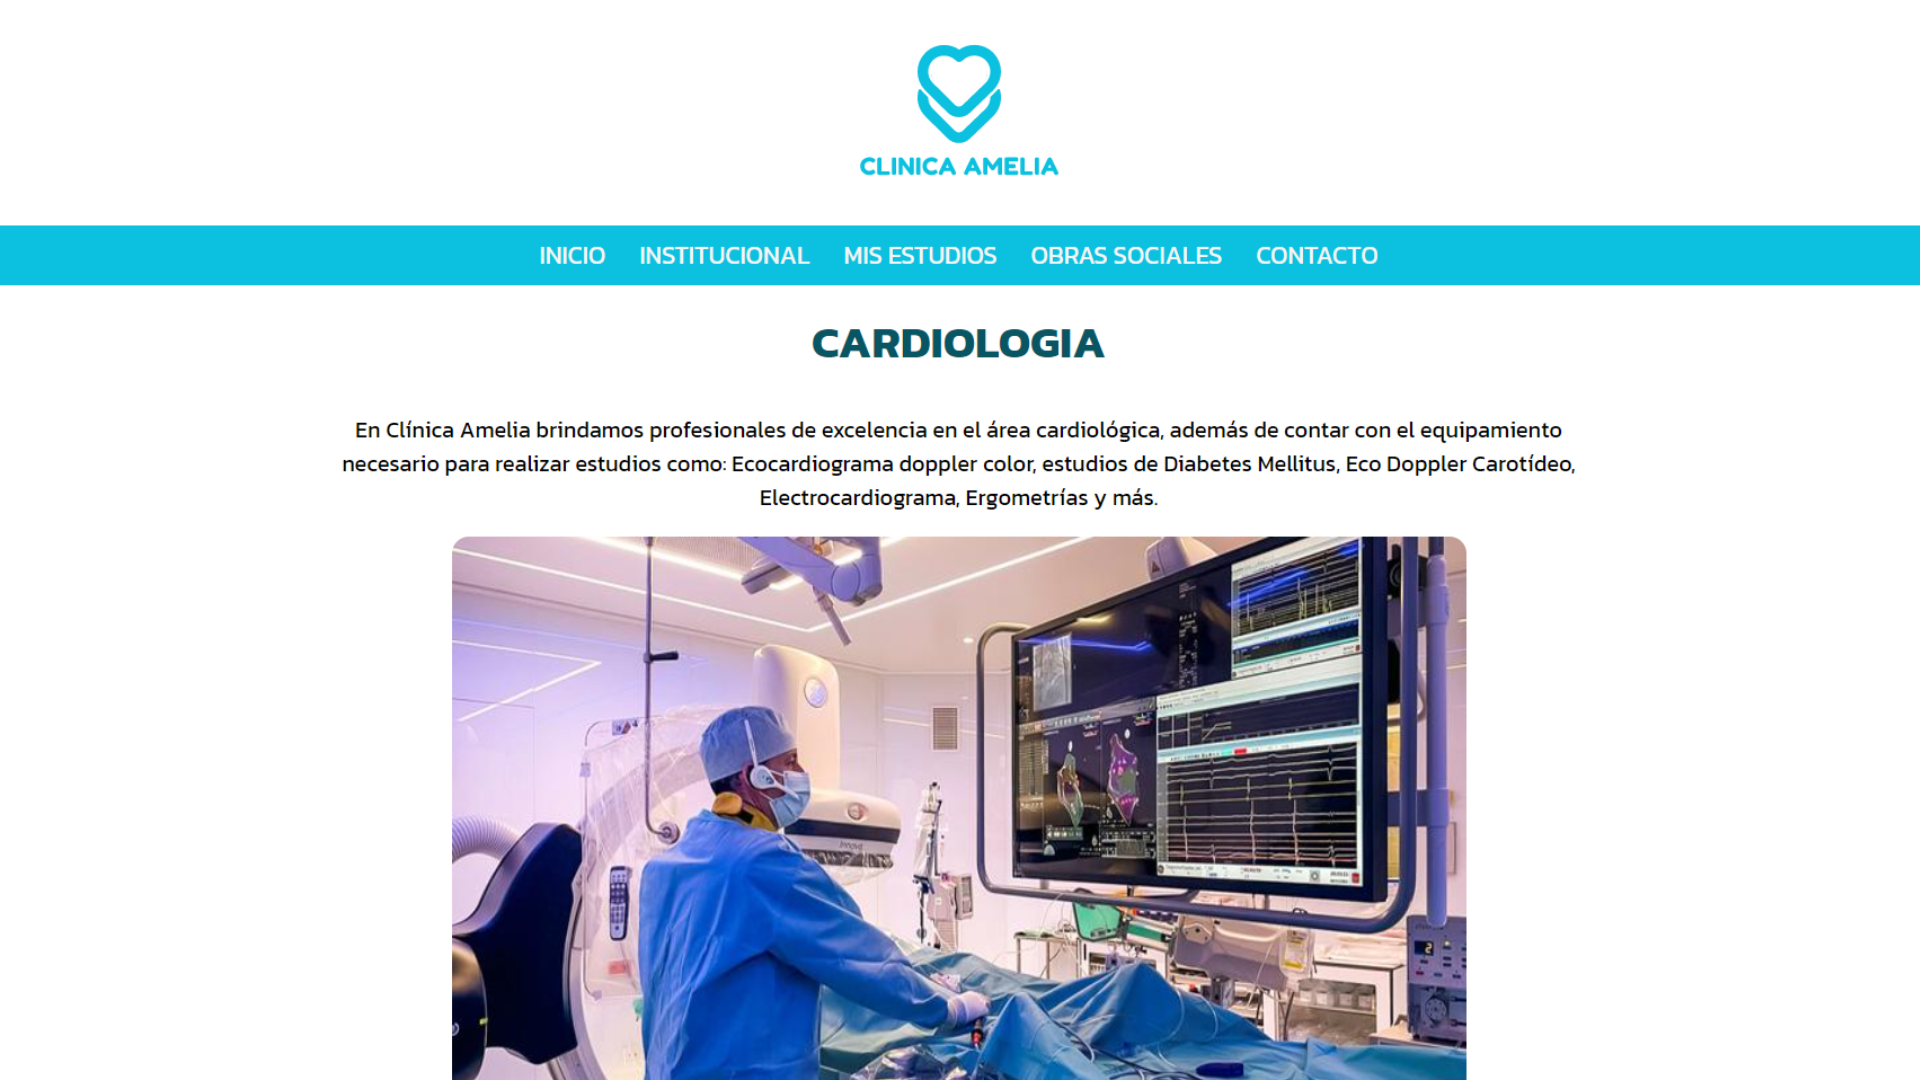 CLINICA AMELIA
INICIO INSTITUCIONAL MIS ESTUDIOS OBRAS SOCIALES CONTACTO
CARDIOLOGIA
En Clínica Amelia brindamos profesionales de excelencia en el área cardiológica, además de contar con el equipamiento
necesario para realizar estudios como: Ecocardiograma doppler color, estudios de Diabetes Mellitus, Eco Doppler Carotídeo,
Electrocardiograma, Ergometrías y más.